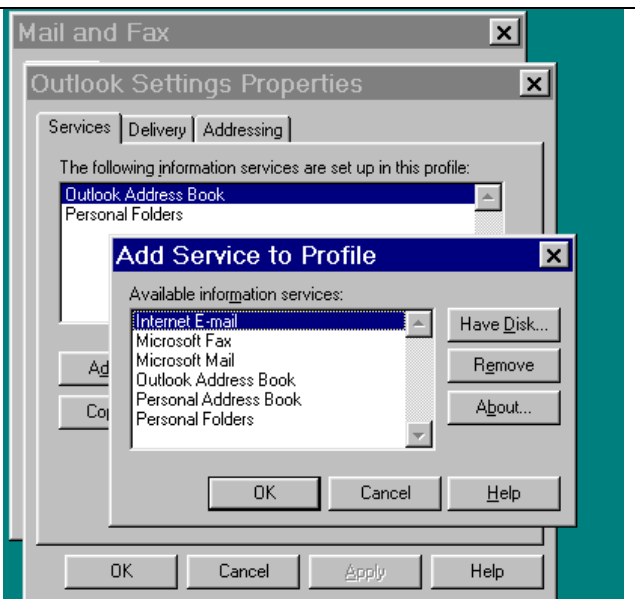 Mail and Fax
Outlook Settings Properties
Services Delivery Addressing
The following information services are set up in this profile:
Outlook Address Book
Personal Folders
Add Service to Profile
Available information services:
Internet E-mail
Microsoft Fax
Microsoft Mail
Outlook Address Book
Personal Address Book
Personal Folders
Have Disk...
Remove
About...
OK Cancel Help
OK Cancel Apply Help